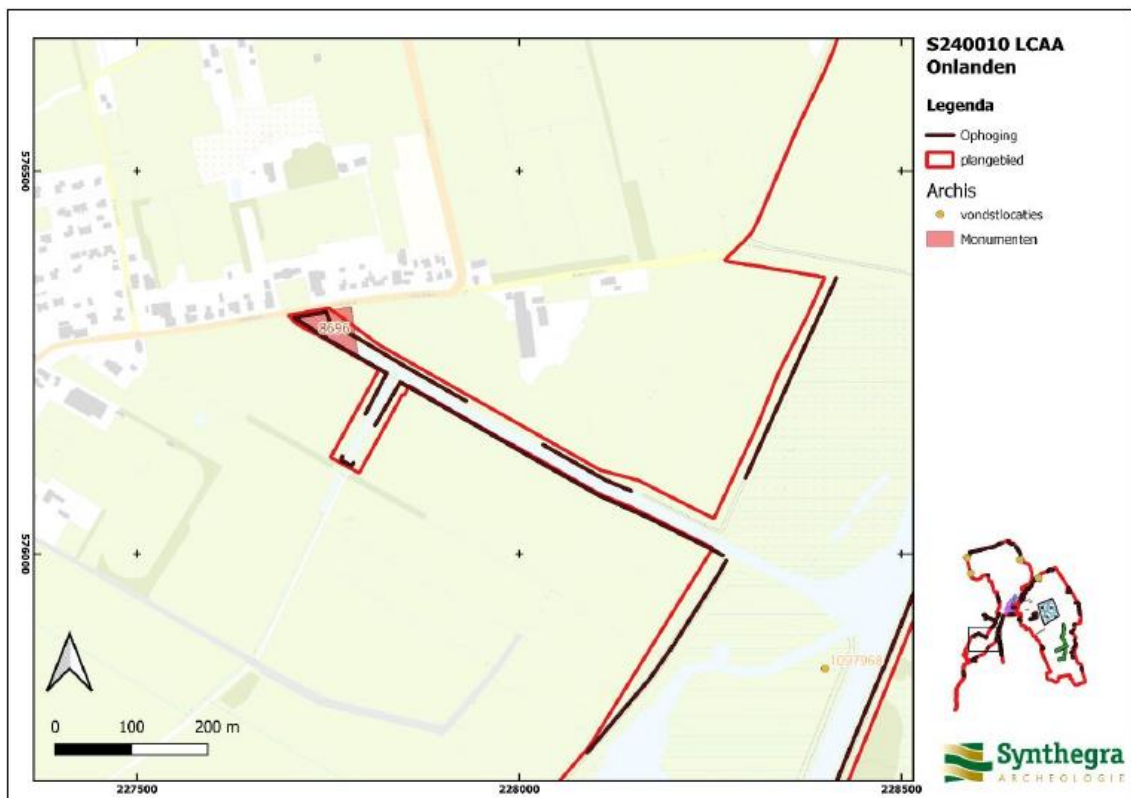 S240010 LCAA
Onlanden
Legenda
Ophoging
plangebied
Archis
vondstlocaties
Monumenten
576500
576000
8696
1097968
0 100 200 m
227500 228000 228500
Synthegra
ARCHEOLOGIE